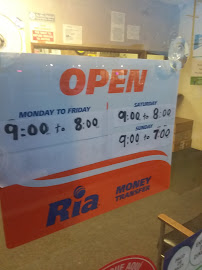 OPEN
MONDAY TO FRIDAY
9:00 to 8:00
SATURDAY
9:00 to 8:00
SUNDAY
9:00 to 7:00
Ria
MONEY
TRANSFER